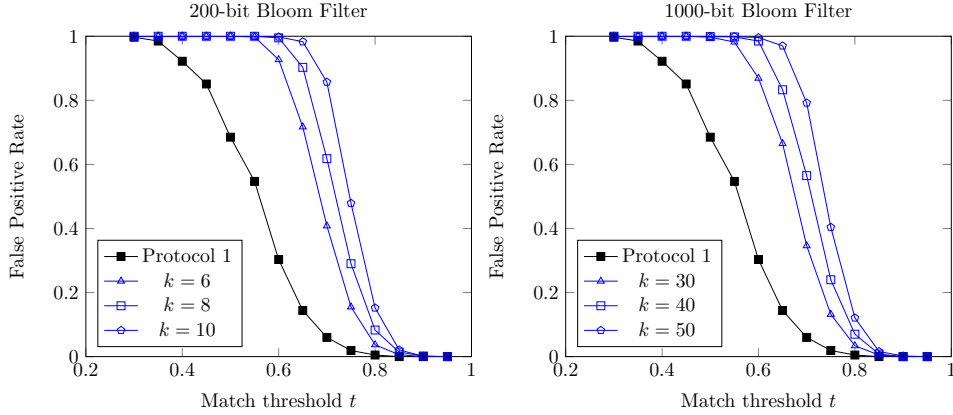 200-bit Bloom Filter
False Positive Rate
1
0.8
0.6
0.4
0.2
0
0.2
0.4
0.6
0.8
1
Match threshold t
Protocol 1
k = 6
k = 8
k = 10
1000-bit Bloom Filter
False Positive Rate
1
0.8
0.6
0.4
0.2
0
0.2
0.4
0.6
0.8
1
Match threshold t
Protocol 1
k = 30
k = 40
k = 50